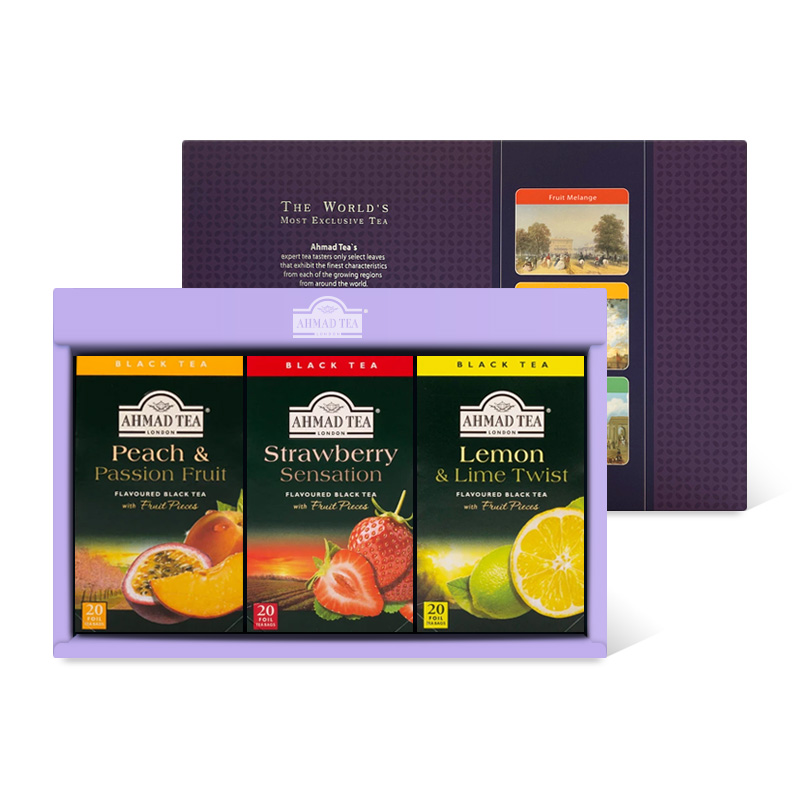 THE WORLD'S
MOST EXCLUSIVE TEA
Ahmad Tea`s
expert tea tasters only select leaves
that exhibit the finest characteristics
from each of the growing regions
from around the world.
Fruit Melange
AHMAD TEA®
LONDON
BLACK TEA
AHMAD TEA®
LONDON
Peach &
Passion Fruit
FLAVOURED BLACK TEA
with Fruit Pieces
20
FOIL
TEA BAGS
BLACK TEA
AHMAD TEA®
LONDON
Strawberry
Sensation
FLAVOURED BLACK TEA
with Fruit Pieces
20
FOIL
TEA BAGS
BLACK TEA
AHMAD TEA®
LONDON
Lemon
& Lime Twist
FLAVOURED BLACK TEA
with Fruit Pieces
20
FOIL
TEA BAGS